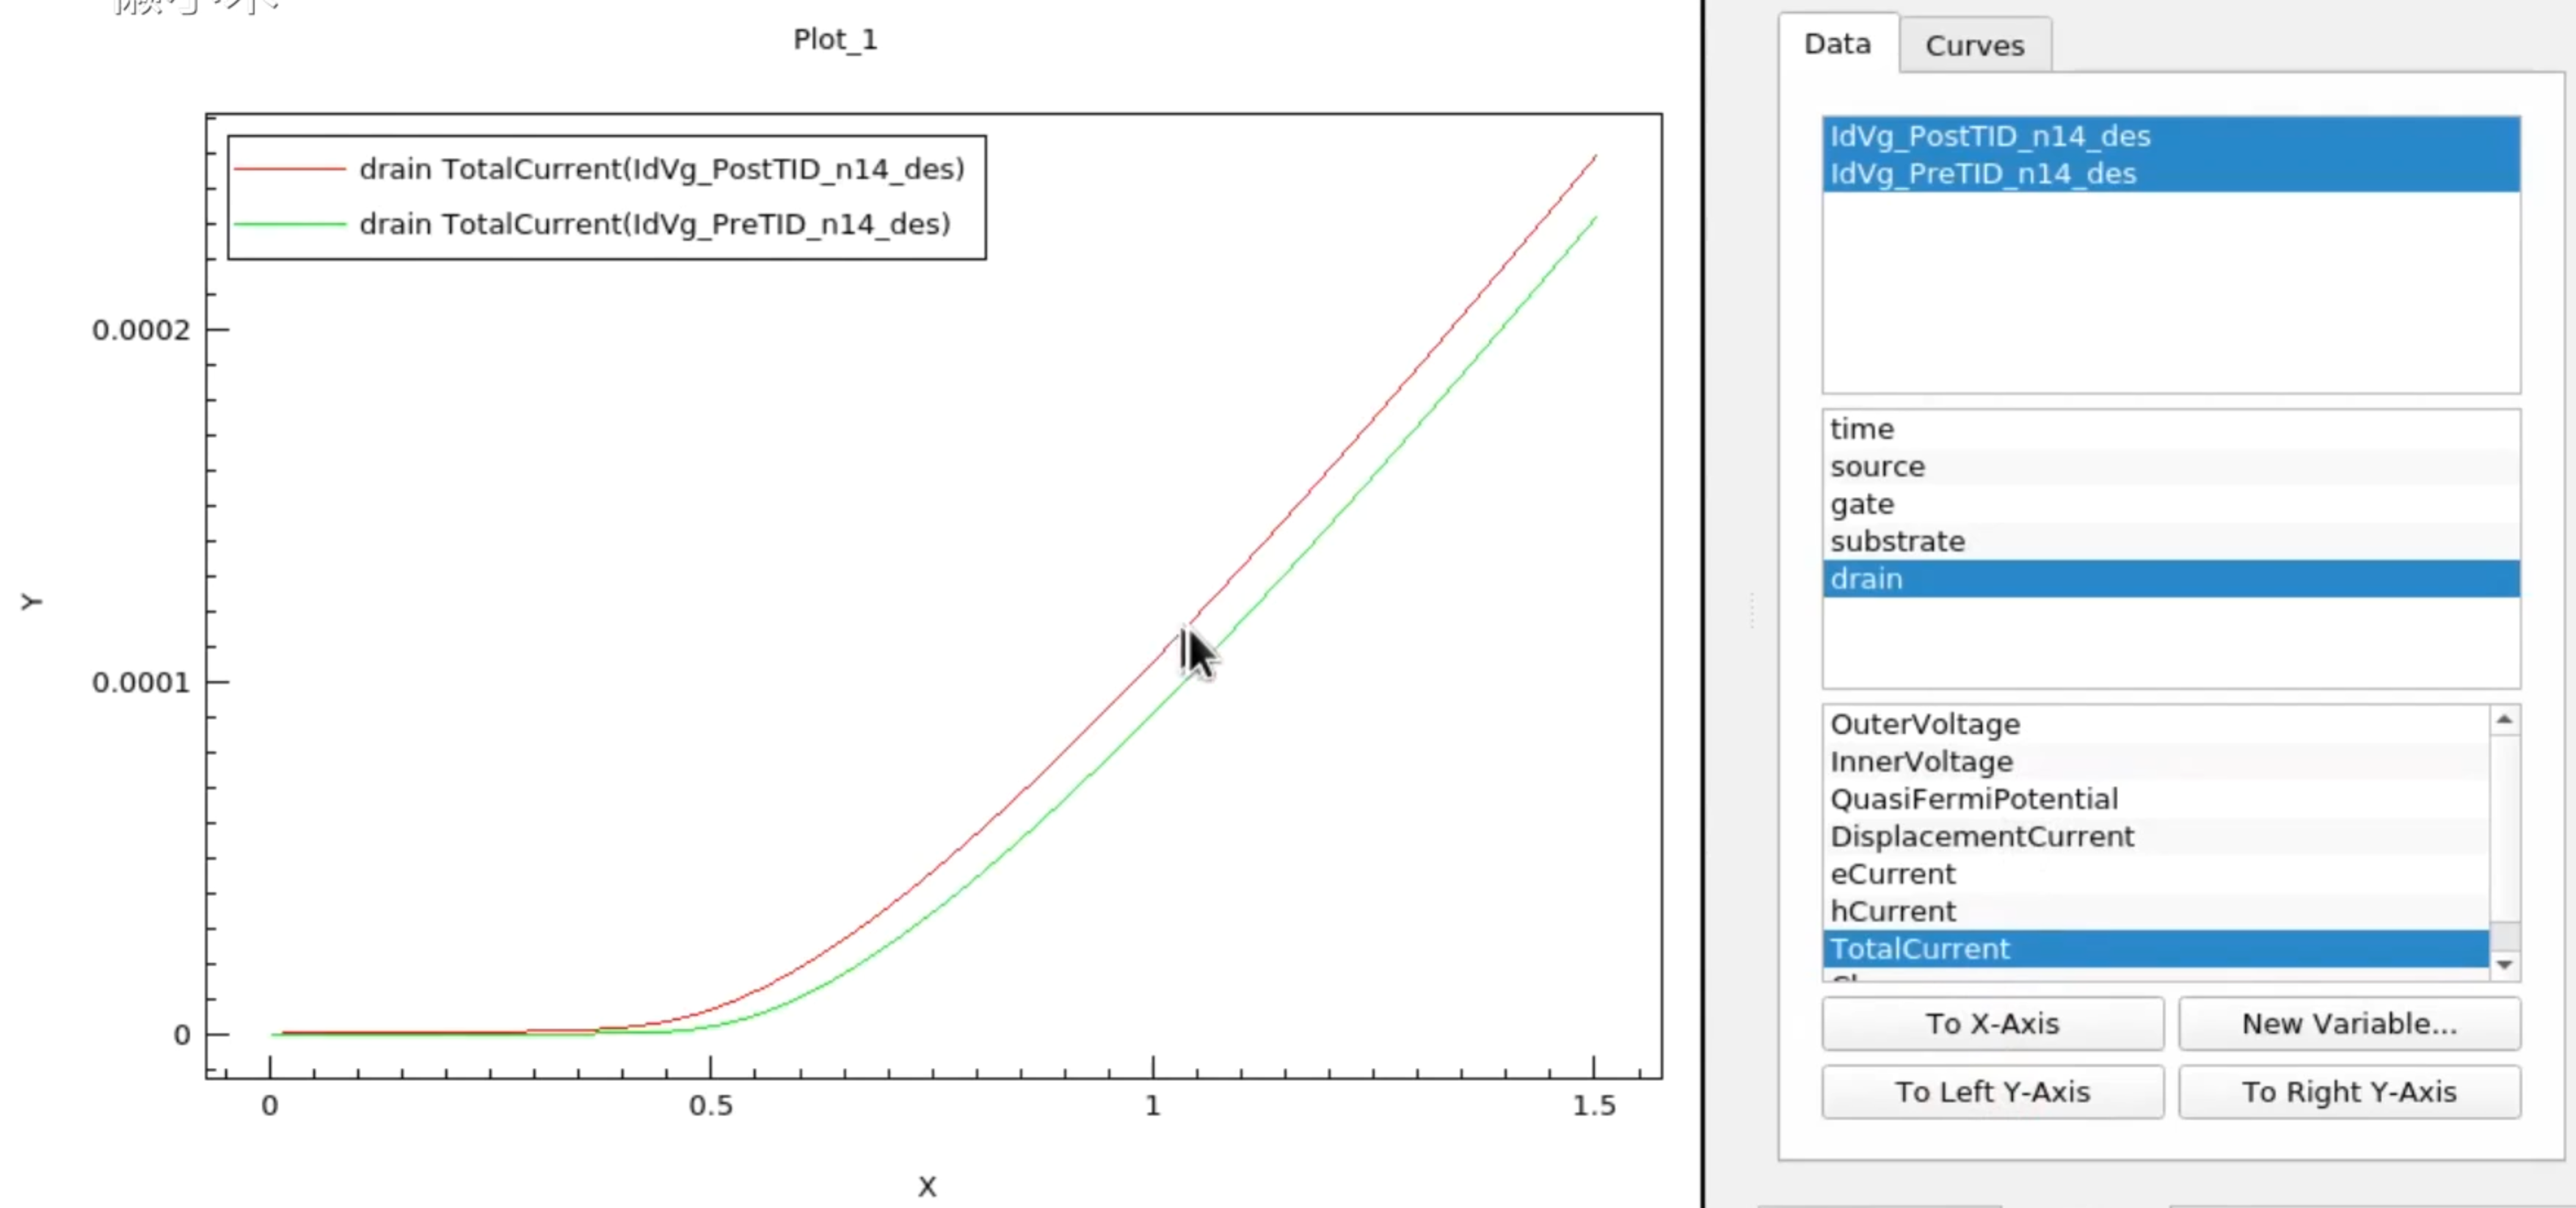 Plot_1
drain TotalCurrent(IdVg_PostTID_n14_des)
drain TotalCurrent(IdVg_PreTID_n14_des)
0.0002
0.0001
0
Y
0
0.5
1
1.5
X
Data
Curves
IdVg_PostTID_n14_des
IdVg_PreTID_n14_des
time
source
gate
substrate
drain
OuterVoltage
InnerVoltage
QuasiFermiPotential
DisplacementCurrent
eCurrent
hCurrent
TotalCurrent
To X-Axis
New Variable...
To Left Y-Axis
To Right Y-Axis